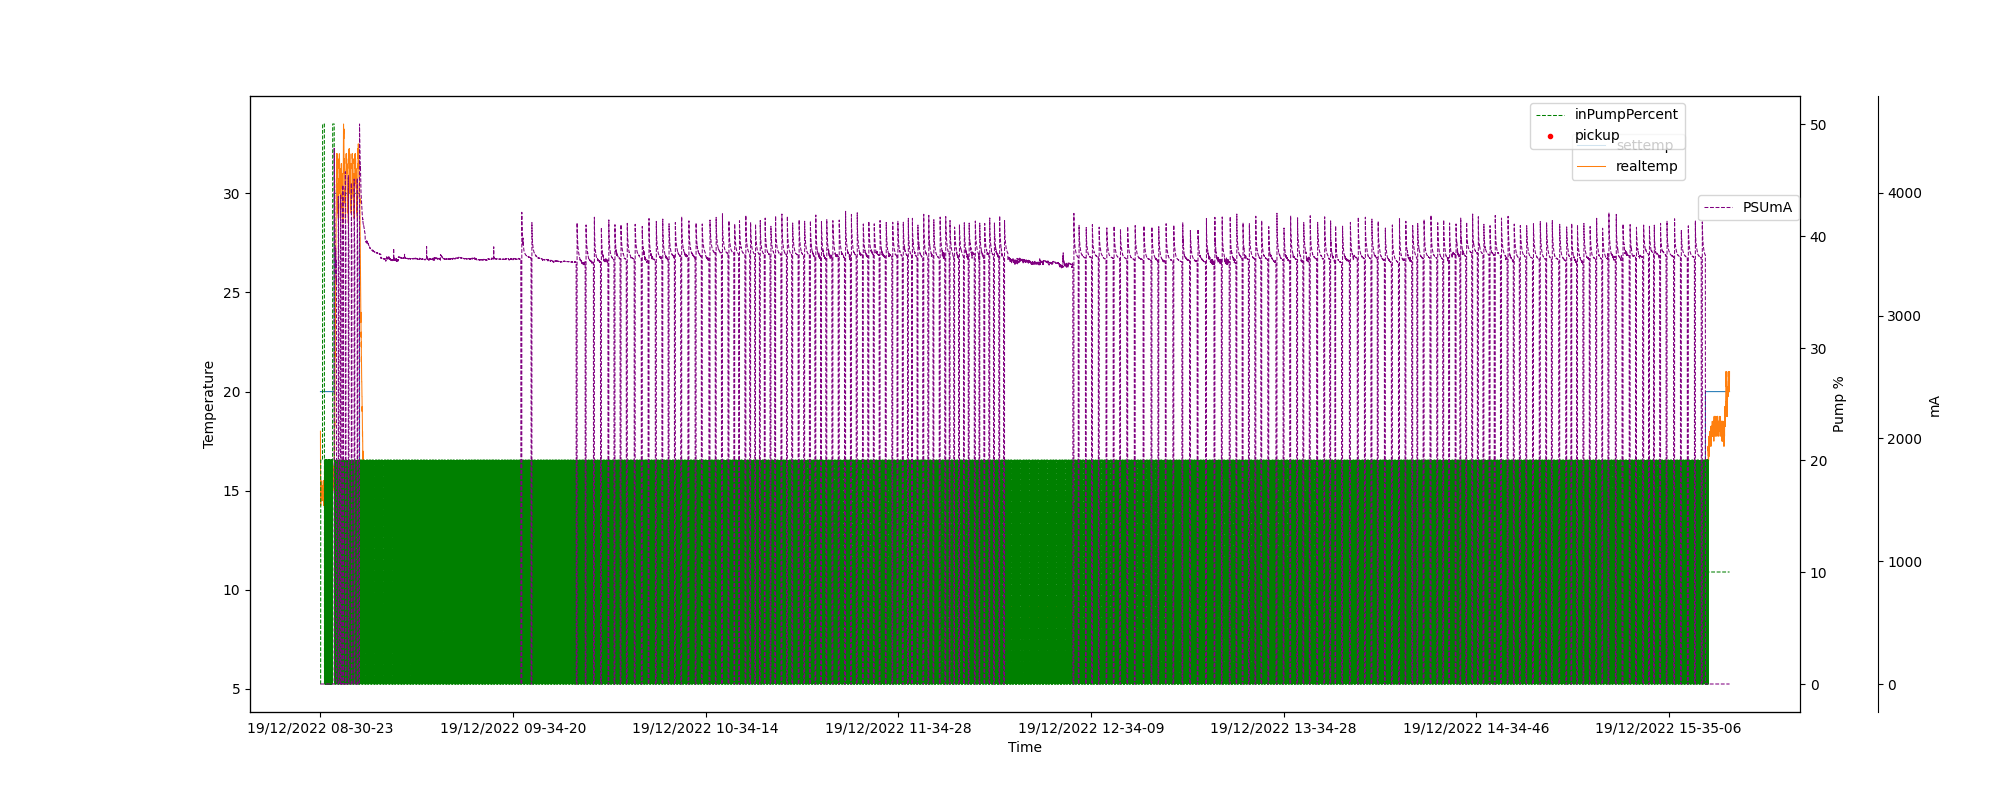 inPumpPercent
pickup
settemp
realtemp
PSUmA
Temperature
30
25
20
15
10
5
50
40
30
20
10
0
Pump %
4000
3000
2000
1000
0
mA
19/12/2022 08-30-23
19/12/2022 09-34-20
19/12/2022 10-34-14
19/12/2022 11-34-28
19/12/2022 12-34-09
19/12/2022 13-34-28
19/12/2022 14-34-46
19/12/2022 15-35-06
Time